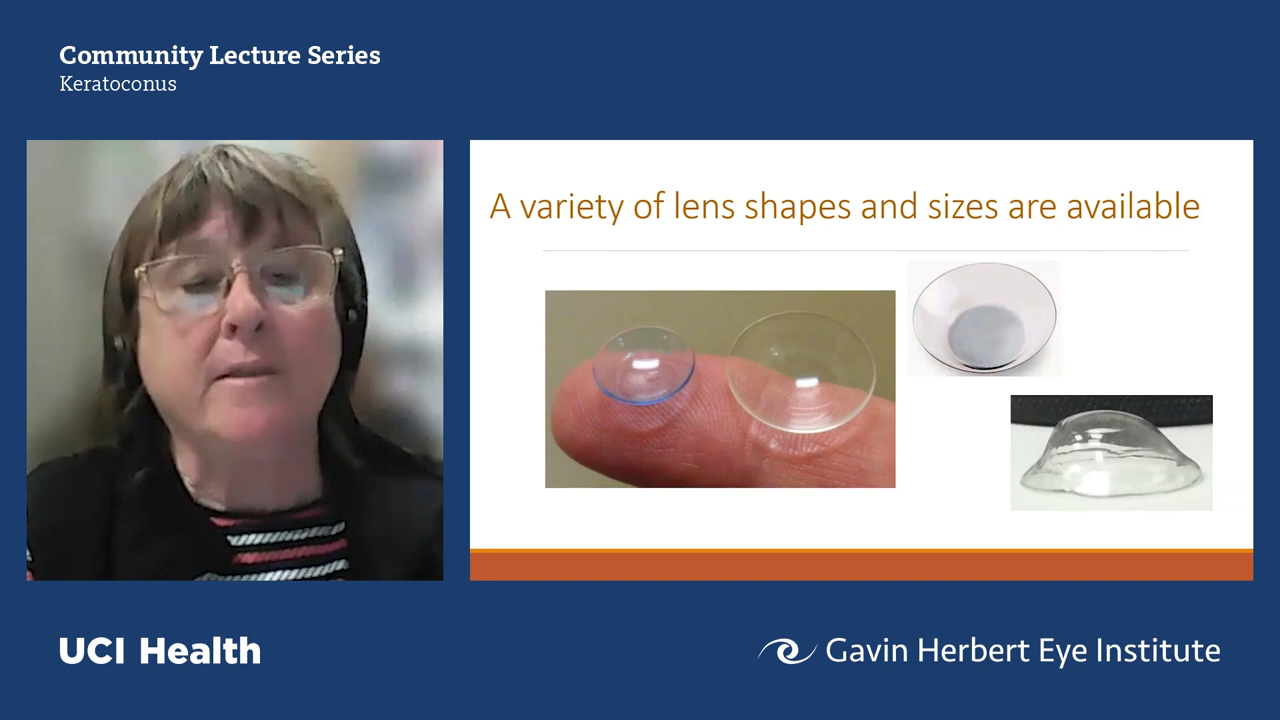 Community Lecture Series
Keratoconus
A variety of lens shapes and sizes are available
UCI Health
Gavin Herbert Eye Institute